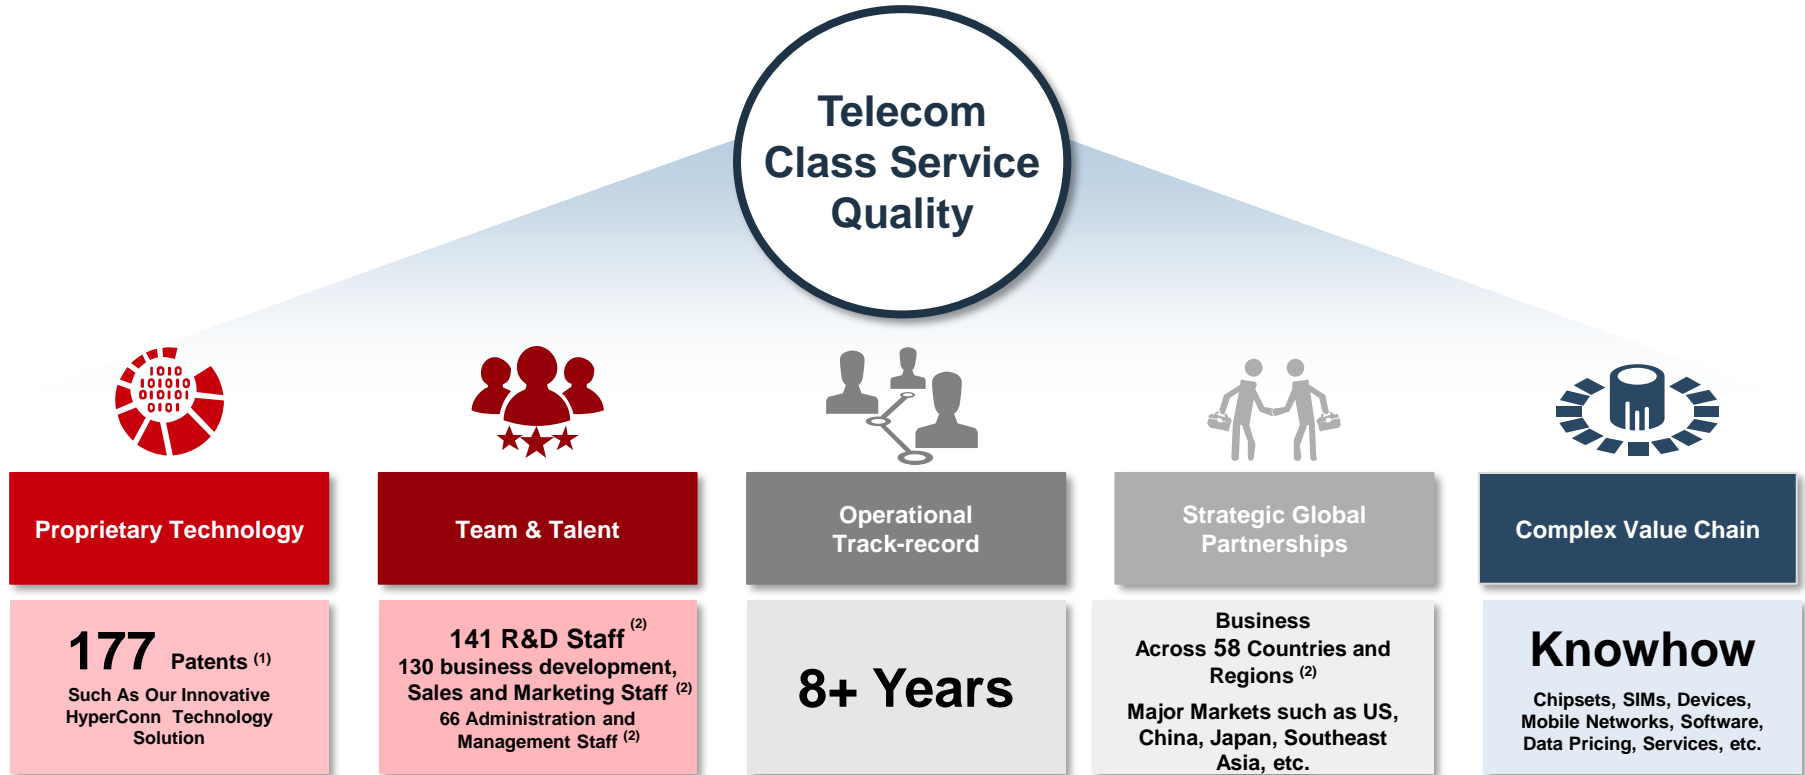 Telecom
Class Service
Quality
1010
101010
0101
Proprietary Technology
177 Patents (1)
Such As Our Innovative
HyperConn Technology
Solution
Team & Talent
141 R&D Staff (2)
130 business development,
Sales and Marketing Staff (2)
66 Administration and
Management Staff (2)
Operational
Track-record
8+ Years
Strategic Global
Partnerships
Business
Across 58 Countries and
Regions (2)
Major Markets such as US,
China, Japan, Southeast
Asia, etc.
Complex Value Chain
Knowhow
Chipsets, SIMs, Devices,
Mobile Networks, Software,
Data Pricing, Services, etc.